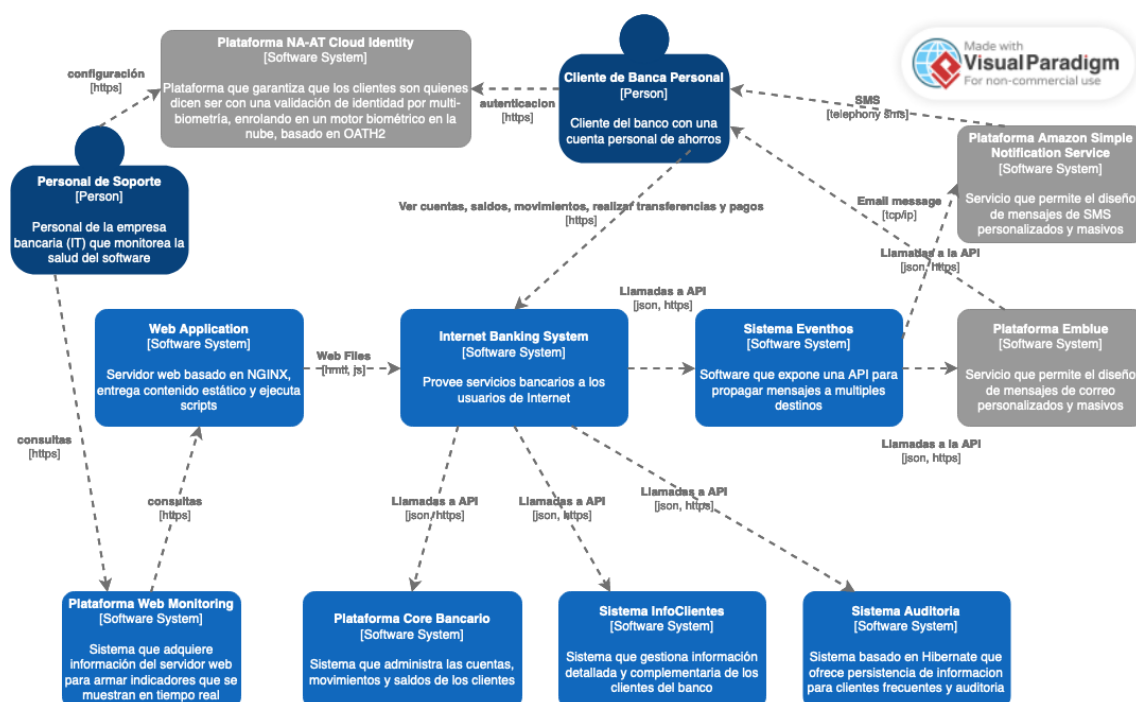 Plataforma NA-AT Cloud Identity
[Software System]
Plataforma que garantiza que los clientes son quienes
dicen ser con una validación de identidad por multi-
biometría, enrolando en un motor biométrico en la
nube, basado en OATH2
configuración
[https]
autenticacion
[https]
Cliente de Banca Personal
[Person]
Cliente del banco con una
cuenta personal de ahorros
Made with
Visual Paradigm
For non-commercial use
SMS
[telephony sms]
Plataforma Amazon Simple
Notification Service
[Software System]
Servicio que permite el diseño
de mensajes de SMS
personalizados y masivos
Personal de Soporte
[Person]
Personal de la empresa
bancaria (IT) que monitorea la
salud del software
Ver cuentas, saldos, movimientos, realizar transferencias y pagos
[https]
Email message
[tcp/ip]
Llamadas a la API
[json, https]
Llamadas a API
[json, https]
Web Application
[Software System]
Servidor web basado en NGINX,
entrega contenido estático y ejecuta
scripts
Web Files
[hmtl, js]
Internet Banking System
[Software System]
Provee servicios bancarios a los
usuarios de Internet
Sistema Eventhos
[Software System]
Software que expone una API para
propagar mensajes a multiples
destinos
Plataforma Emblue
[Software System]
Servicio que permite el diseño
de mensajes de correo
personalizados y masivos
Llamadas a la API
[json, https]
consultas
[https]
consultas
[https]
Llamadas a API
[json, https]
Llamadas a API
[json, https]
Llamadas a API
[json, https]
Plataforma Web Monitoring
[Software System]
Sistema que adquiere
información del servidor web
para armar indicadores que se
muestran en tiempo real
Plataforma Core Bancario
[Software System]
Sistema que administra las cuentas,
movimientos y saldos de los clientes
Sistema InfoClientes
[Software System]
Sistema que gestiona información
detallada y complementaria de los
clientes del banco
Sistema Auditoria
[Software System]
Sistema basado en Hibernate que
ofrece persistencia de informacion
para clientes frecuentes y auditoria